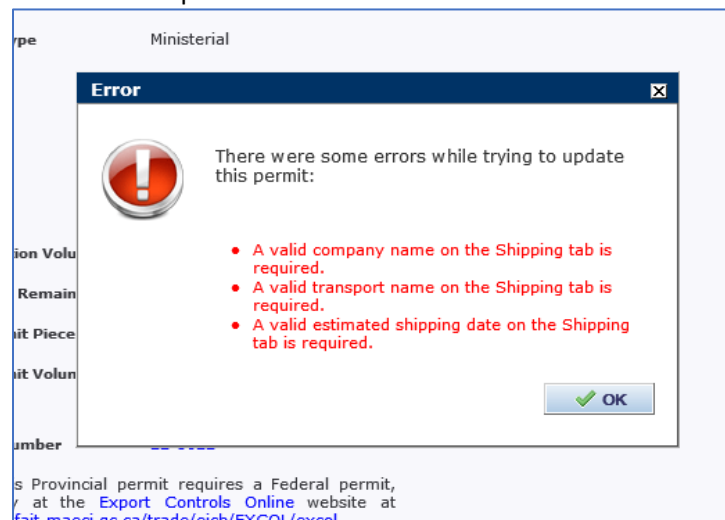 ype Ministerial
Error
There were some errors while trying to update
this permit:
ion Volu
• A valid company name on the Shipping tab is
required.
Remain
• A valid transport name on the Shipping tab is
required.
it Piece
• A valid estimated shipping date on the Shipping
tab is required.
it Volun
OK
umber
s Provincial permit requires a Federal permit,
at the Export Controls Online website at